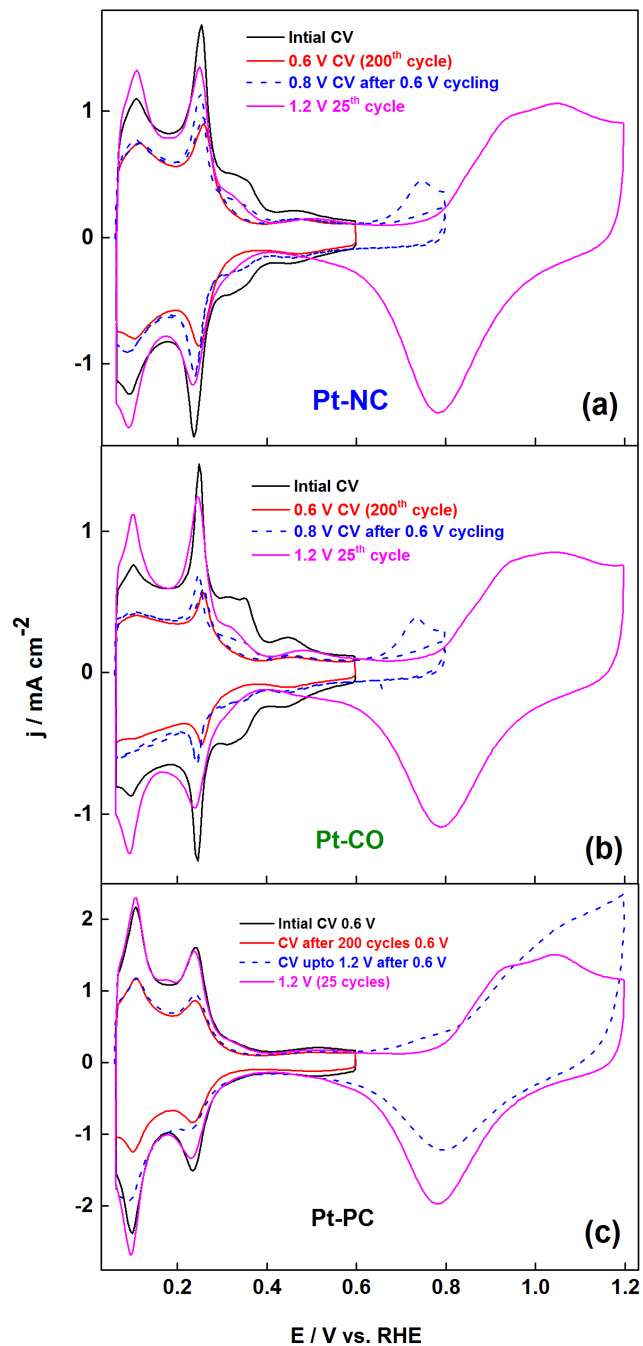 Intial CV
0.6 V CV (200th cycle)
0.8 V CV after 0.6 V cycling
1.2 V 25th cycle
1
0
-1
Pt-NC
(a)
Intial CV
0.6 V CV (200th cycle)
0.8 V CV after 0.6 V cycling
1.2 V 25th cycle
1
0
-1
j / mA cm-2
Pt-CO
(b)
Intial CV 0.6 V
CV after 200 cycles 0.6 V
CV upto 1.2 V after 0.6 V
1.2 V (25 cycles)
2
1
0
-1
-2
Pt-PC
(c)
0.2 0.4 0.6 0.8 1.0 1.2
E / V vs. RHE